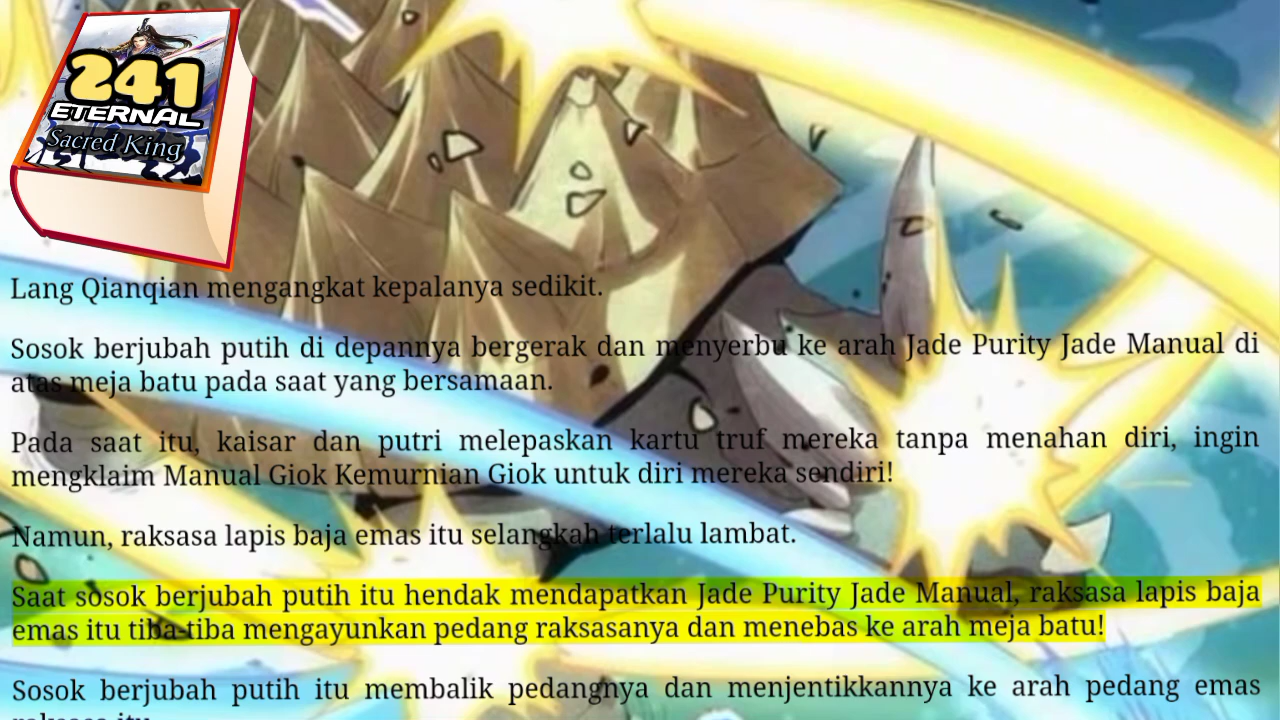 241
ETERNAL
Sacred King
Lang Qianqian mengangkat kepalanya sedikit.
Sosok berjubah putih di depannya bergerak dan menyerbu ke arah Jade Purity Jade Manual di
atas meja batu pada saat yang bersamaan.
Pada saat itu, kaisar dan putri melepaskan kartu truf mereka tanpa menahan diri, ingin
mengklaim Manual Giok Kemurnian Giok untuk diri mereka sendiri!
Namun, raksasa lapis baja emas itu selangkah terlalu lambat.
Saat sosok berjubah putih itu hendak mendapatkan Jade Purity Jade Manual, raksasa lapis baja
emas itu tiba-tiba mengayunkan pedang raksasanya dan menebas ke arah meja batu!
Sosok berjubah putih itu membalik pedangnya dan menjentikkannya ke arah pedang emas